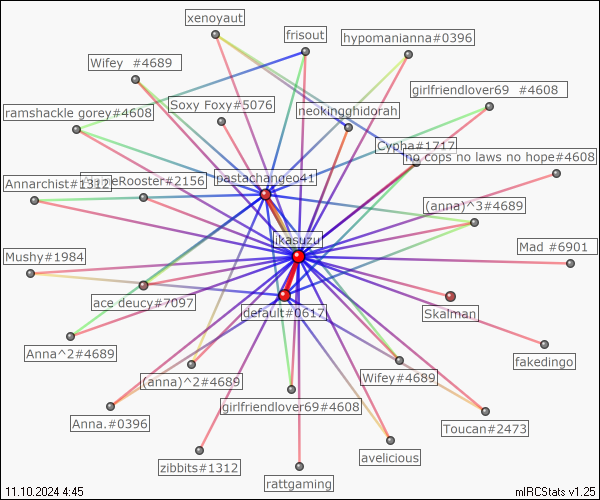 xenoyaut
frisout
hypomanianna#0396
Wifey #4689
girlfriendlover69 #4608
ramshackle gorey#4608
Soxy Foxy#5076
neokingghidorah
Cypha#1717
no cops no laws no hope#4608
Annarchist#1312
Rooster#2156
pastachangeo41
(anna)^3#4689
ikasuzu
Mad #6901
Mushy#1984
ace deucy#7097
default#0617
Skalman
Anna^2#4689
fakedingo
(anna)^2#4689
Wifey#4689
girlfriendlover69#4608
Anna.#0396
Toucan#2473
avelicious
zibbits#1312
rattgaming
11.10.2024 4:45
mIRCStats v1.25